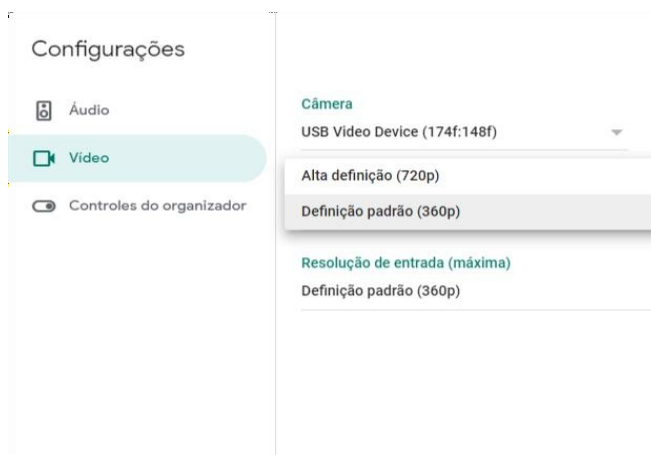 Configurações
Áudio
Vídeo
Controles do organizador
Câmera
USB Video Device (174f:148f)
Alta definição (720p)
Definição padrão (360p)
Resolução de entrada (máxima)
Definição padrão (360p)